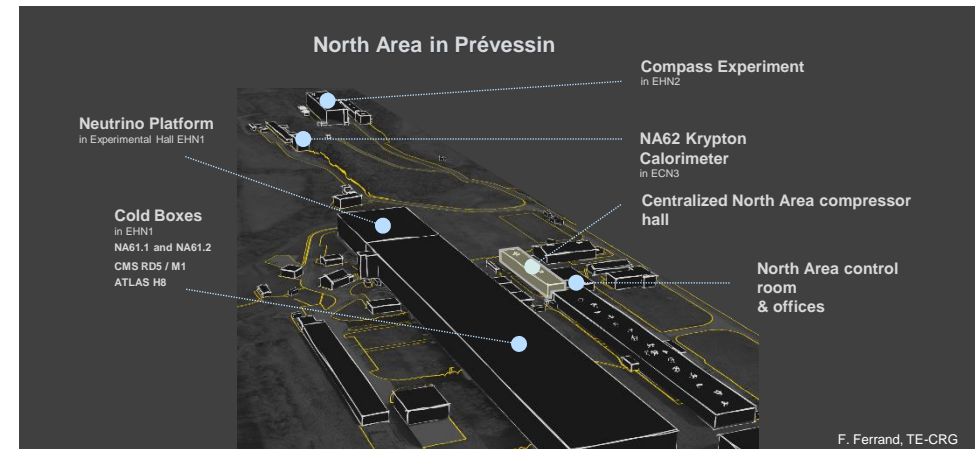 North Area in Prévessin
Compass Experiment
in EHN2
Neutrino Platform
in Experimental Hall EHN1
NA62 Krypton
Calorimeter
in ECN3
Centralized North Area compressor
hall
Cold Boxes
in EHN1
NA61.1 and NA61.2
CMS RD5 / M1
ATLAS H8
North Area control
room
& offices
F. Ferrand, TE-CRG